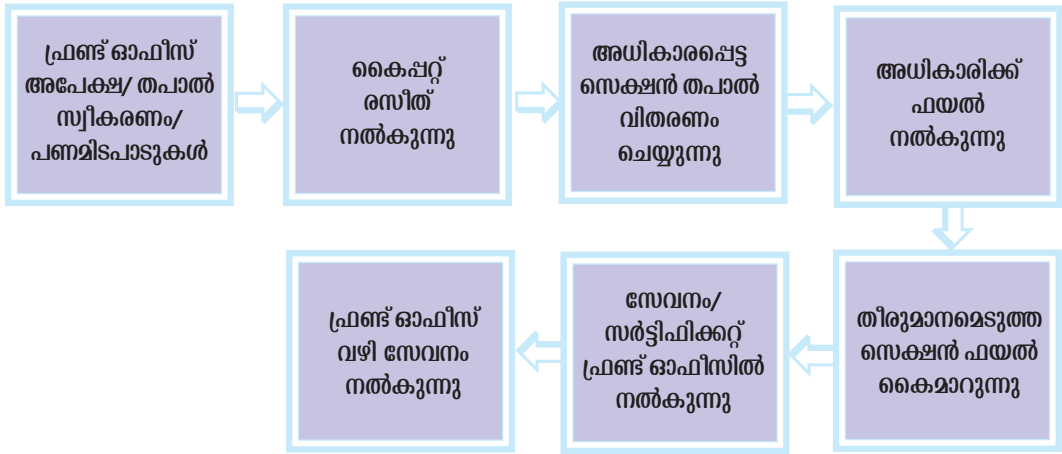 ഫ്രണ്ട് ഓഫീസ്
അപേക്ഷ/ തപാൽ
സ്വീകരണം/
പണമിടപാടുകൾ
കൈപ്പറ്റ്
രസീത്
നൽകുന്നു
അധികാരപ്പെട്ട
സെക്ഷൻ തപാൽ
വിതരണം
ചെയ്യുന്നു
അധികാരിക്ക്
ഫയൽ
നൽകുന്നു
തീരുമാനമെടുത്ത
സെക്ഷൻ ഫയൽ
കൈമാറുന്നു
സേവനം/
സർട്ടിഫിക്കറ്റ്
ഫ്രണ്ട് ഓഫീസിൽ
നൽകുന്നു
ഫ്രണ്ട് ഓഫീസ്
വഴി സേവനം
നൽകുന്നു